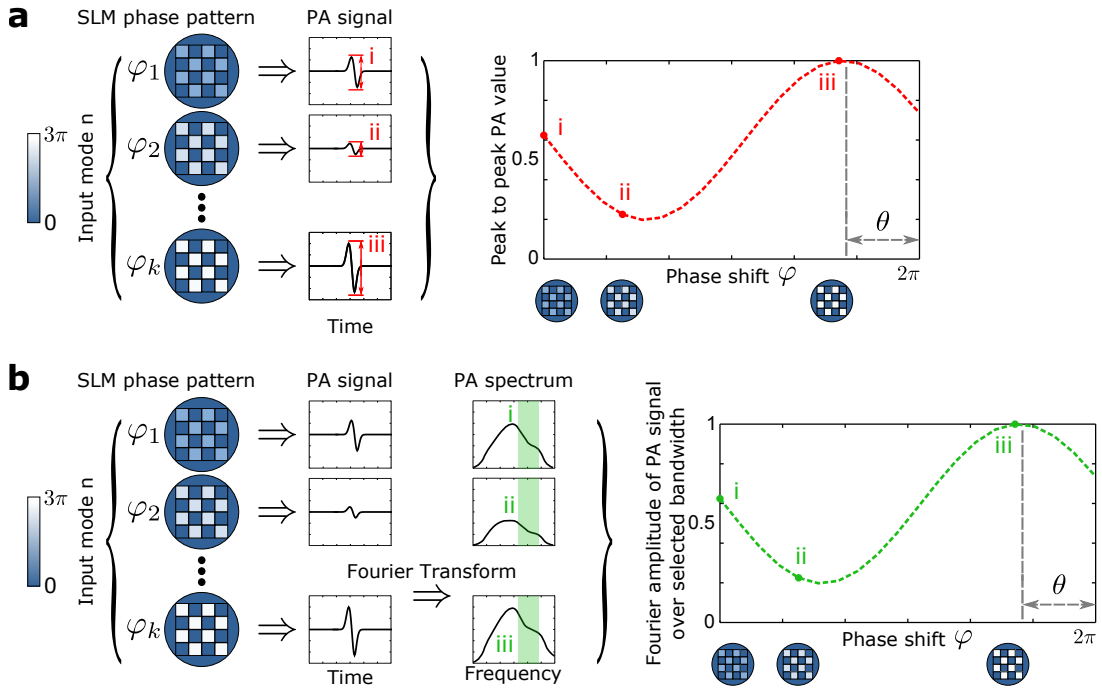 a
SLM phase pattern
PA signal
Input mode n
3π
0
φ1
φ2
φk
i
ii
iii
Time
Peak to peak PA value
1
0.5
0
i
ii
iii
θ
Phase shift φ
2π
b
SLM phase pattern
PA signal
PA spectrum
Input mode n
3π
0
φ1
φ2
φk
i
ii
iii
Fourier Transform
Time
Frequency
Fourier amplitude of PA signal
over selected bandwidth
1
0.5
0
i
ii
iii
θ
Phase shift φ
2π